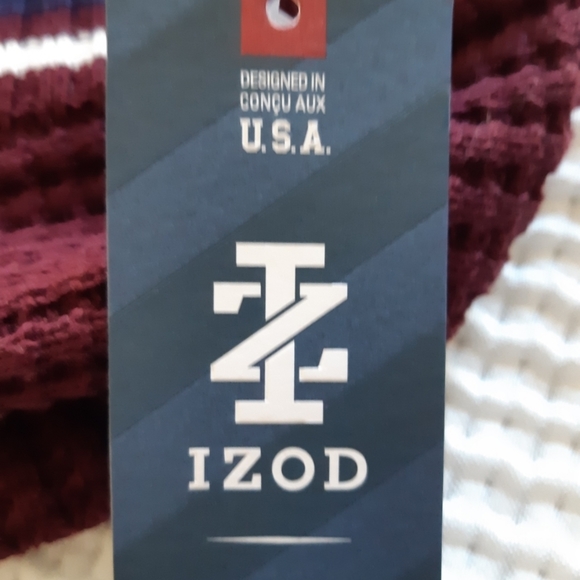 DESIGNED IN
CONÇU AUX
U.S.A.
IZ
IZOD